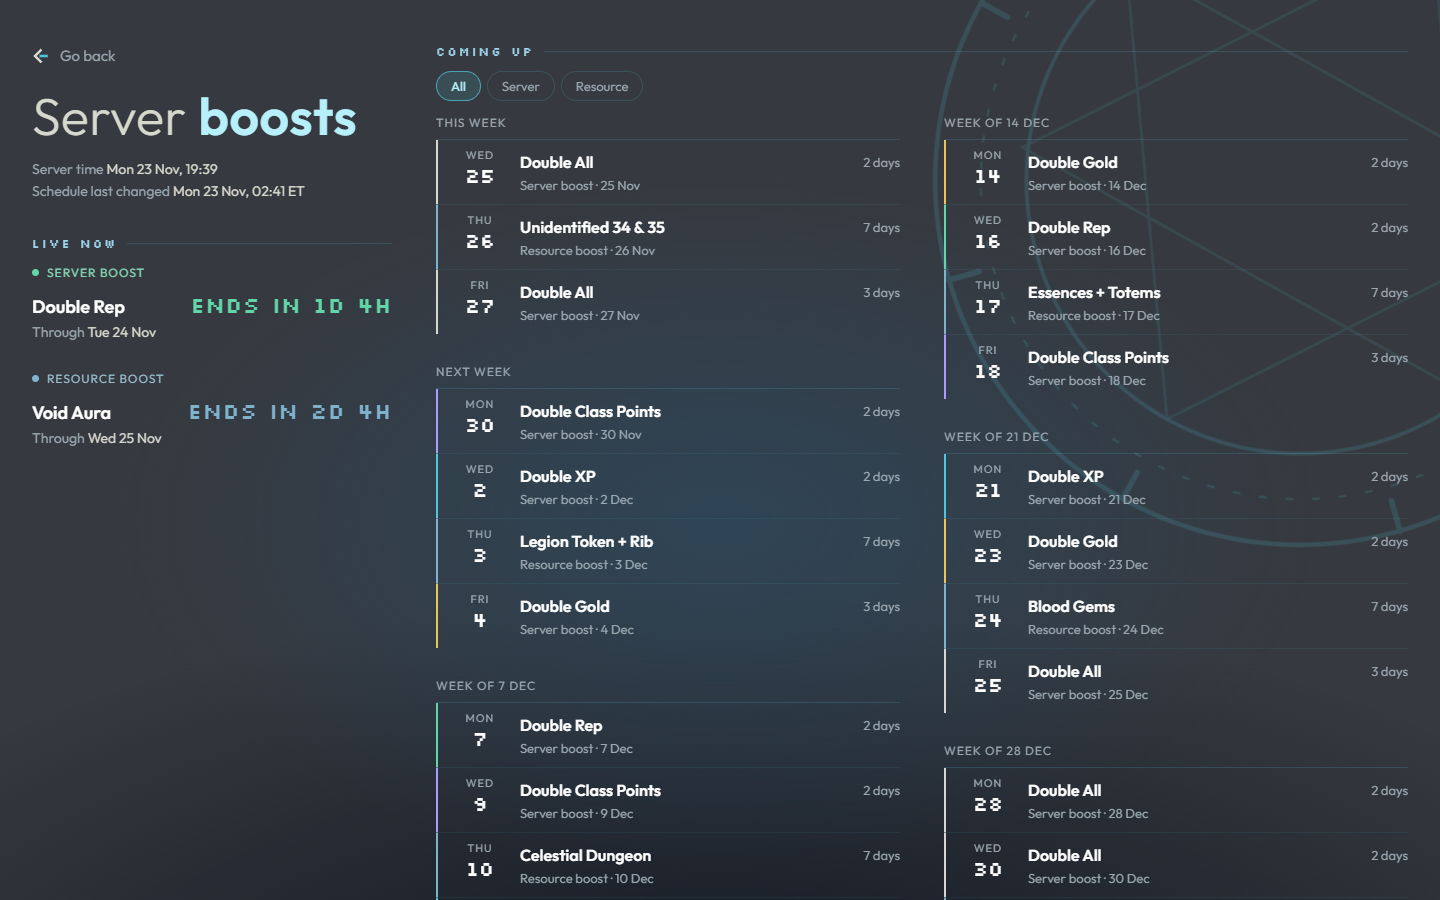 Go back
Server boosts
Server time Mon 23 Nov, 19:39
Schedule last changed Mon 23 Nov, 02:41 ET
LIVE NOW
SERVER BOOST
Double Rep ENDS IN 1D 4H
Through Tue 24 Nov
RESOURCE BOOST
Void Aura ENDS IN 2D 4H
Through Wed 25 Nov
COMING UP
All Server Resource
THIS WEEK
WED 25 Double All 2 days
Server boost · 25 Nov
THU 26 Unidentified 34 & 35 7 days
Resource boost · 26 Nov
FRI 27 Double All 3 days
Server boost · 27 Nov
NEXT WEEK
MON 30 Double Class Points 2 days
Server boost · 30 Nov
WED 2 Double XP 2 days
Server boost · 2 Dec
THU 3 Legion Token + Rib 7 days
Resource boost · 3 Dec
FRI 4 Double Gold 3 days
Server boost · 4 Dec
WEEK OF 7 DEC
MON 7 Double Rep 2 days
Server boost · 7 Dec
WED 9 Double Class Points 2 days
Server boost · 9 Dec
THU 10 Celestial Dungeon 7 days
Resource boost · 10 Dec
WEEK OF 14 DEC
MON 14 Double Gold 2 days
Server boost · 14 Dec
WED 16 Double Rep 2 days
Server boost · 16 Dec
THU 17 Essences + Totems 7 days
Resource boost · 17 Dec
FRI 18 Double Class Points 3 days
Server boost · 18 Dec
WEEK OF 21 DEC
MON 21 Double XP 2 days
Server boost · 21 Dec
WED 23 Double Gold 2 days
Server boost · 23 Dec
THU 24 Blood Gems 7 days
Resource boost · 24 Dec
FRI 25 Double All 3 days
Server boost · 25 Dec
WEEK OF 28 DEC
MON 28 Double All 2 days
Server boost · 28 Dec
WED 30 Double All 2 days
Server boost · 30 Dec